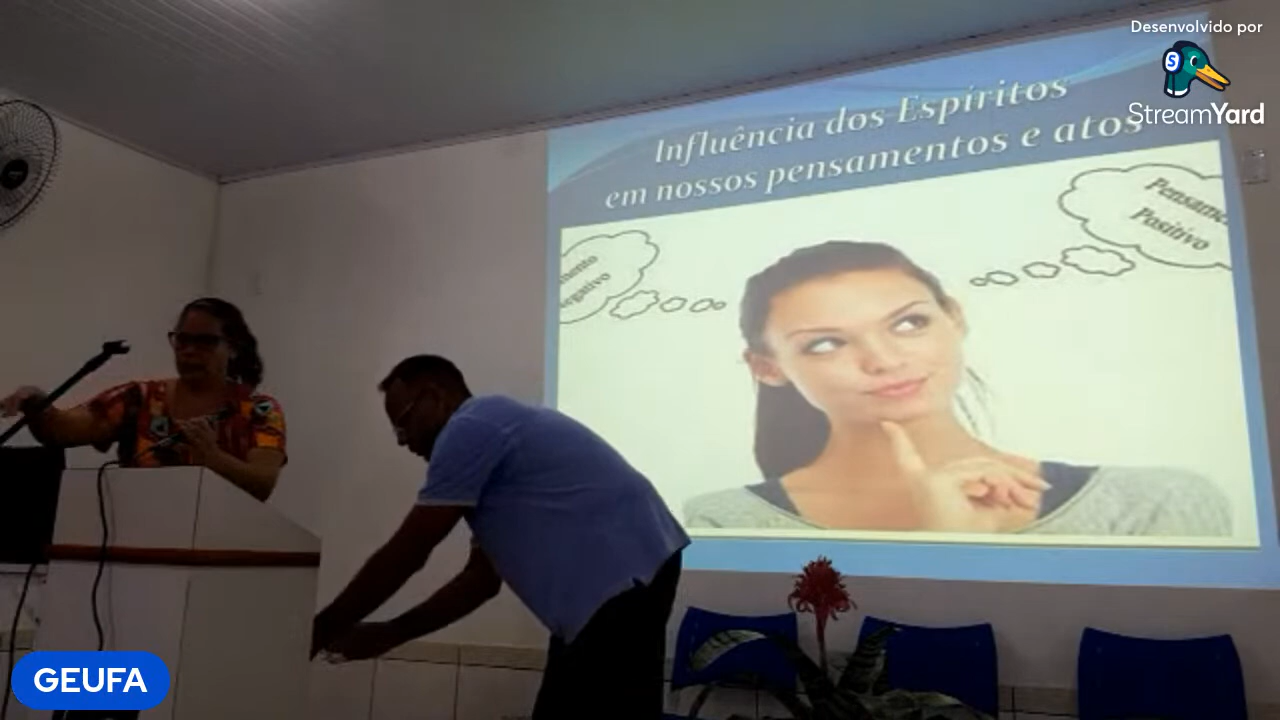 Desenvolvido por
StreamYard
Influência dos Espíritos
em nossos pensamentos e atos
Positivo
GEUFA